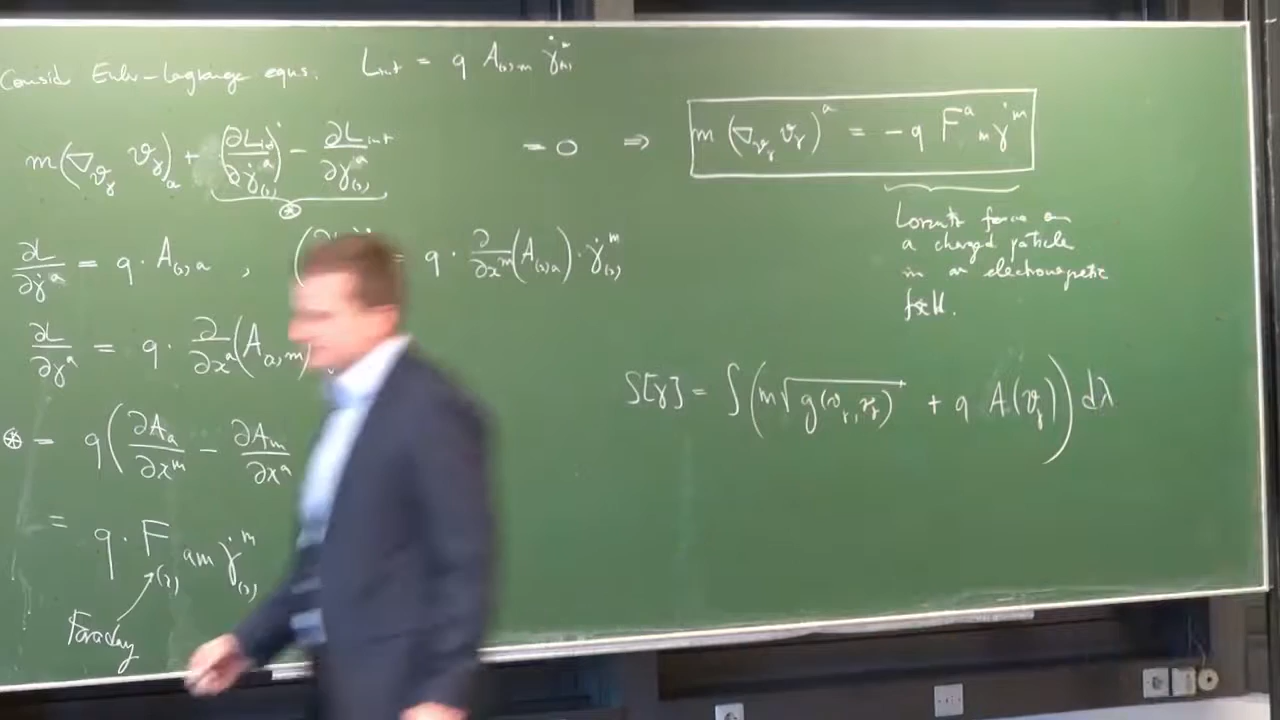 Consid Euler-Lagrange equs. L_int = q A_(x),m γ̇^m_(x)
m(∇_{v_γ} v_γ)_a + (∂L_int/∂γ̇^a_(x))˙ − ∂L_int/∂γ^a_(x) = 0 ⇒
⊛
∂L/∂γ̇^a = q · A_(x),a , = q · ∂/∂x^m (A_(x),a) · γ̇^m_(x)
∂L/∂γ^a = q · ∂/∂x^a (A_(x),m)
⊛ = q(∂A_a/∂x^m − ∂A_m/∂x^a
= q · F_(x) am γ̇^m_(x)
Faraday
m (∇_{v_γ} v_γ)^a = −q F^a_m γ̇^m
Lorentz force on
a charged particle
in an electromagnetic
field.
S[γ] = ∫(m√g(v_γ, v_γ) + q A(v_γ)) dλ